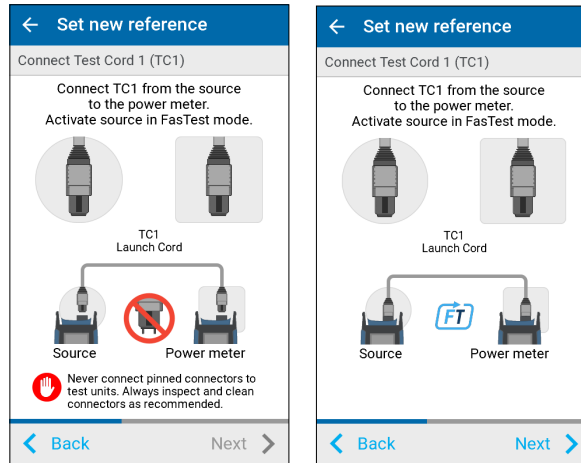 Set new reference
Connect Test Cord 1 (TC1)
Connect TC1 from the source
to the power meter.
Activate source in FasTest mode.
TC1
Launch Cord
Source
Power meter
Never connect pinned connectors to
test units. Always inspect and clean
connectors as recommended.
Back
Next
Set new reference
Connect Test Cord 1 (TC1)
Connect TC1 from the source
to the power meter.
Activate source in FasTest mode.
TC1
Launch Cord
FT
Source
Power meter
Back
Next